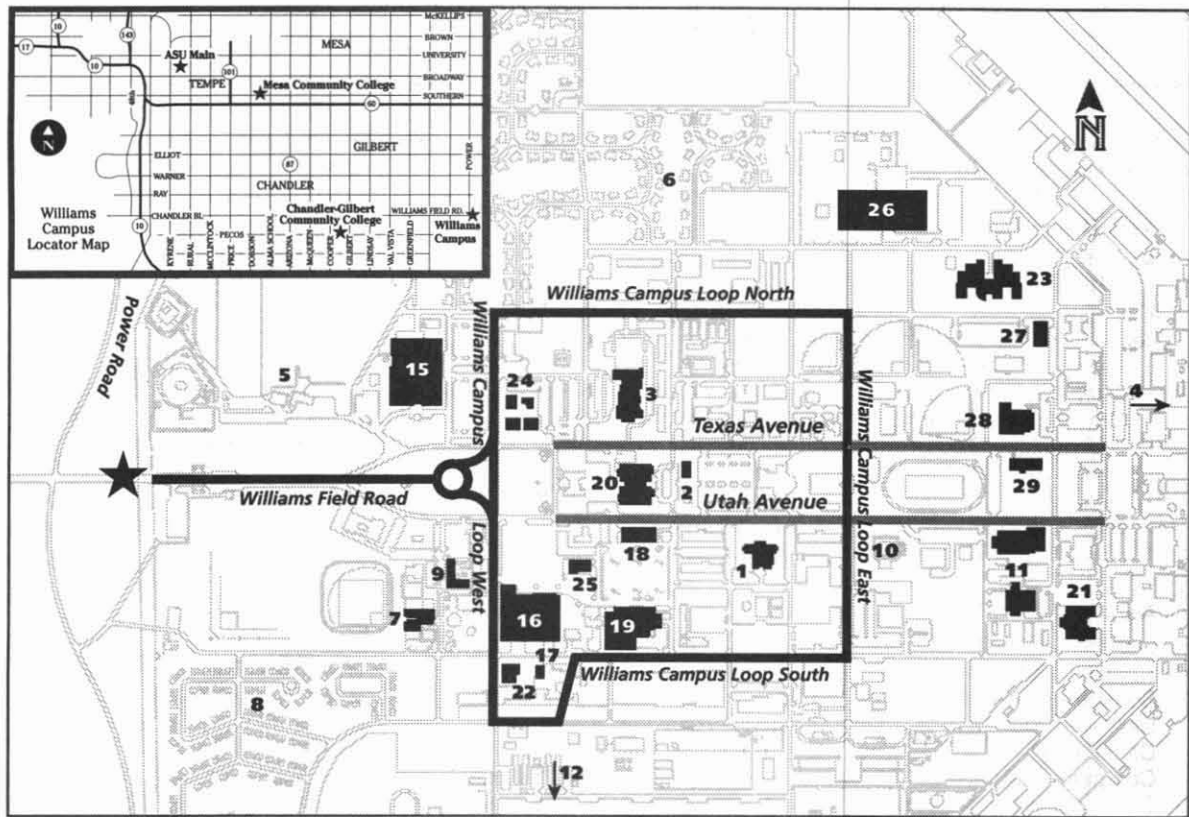 McKELLIPS
BROWN
UNIVERSITY
BROADWAY
SOUTHERN
10
143
17
10
MESA
ASU Main
TEMPE
101
Mesa Community College
60
48th
N
ELLIOT
WARNER
RAY
GILBERT
87
CHANDLER
POWER
Williams
Campus
Locator Map
CHANDLER BL.
10
PECOS
Chandler-Gilbert
Community College
WILLIAMS FIELD RD.
Williams
Campus
KYRENE
RURAL
McCLINTOCK
PRICE
DOBSON
ALMA SCHOOL
ARIZONA
McQUEEN
COOPER
GILBERT
LINDSAY
VAL VISTA
GREENFIELD
N
6
26
23
Williams Campus Loop North
Power Road
Williams Campus
Loop West
15
5
24
3
27
4
28
Texas Avenue
Williams Campus Loop East
Williams Field Road
20
2
29
Utah Avenue
18
1
10
9
25
11
7
16
19
21
17
22
Williams Campus Loop South
8
12